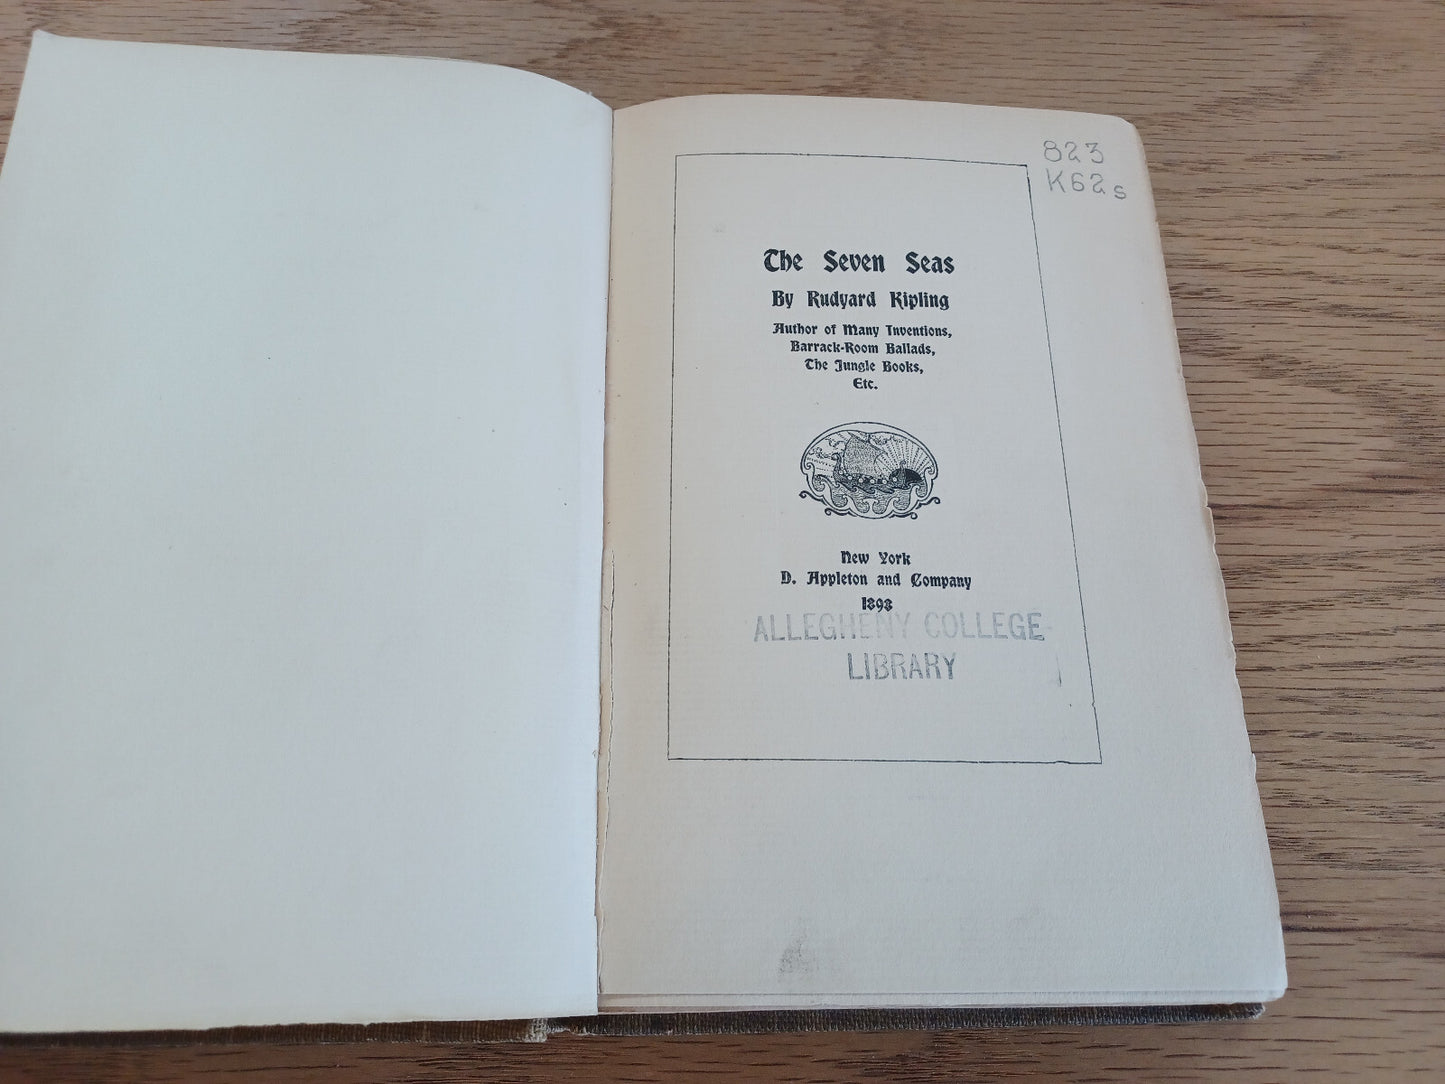 823
K62s
The Seven Seas
By Rudyard Kipling
Author of Many Inventions,
Barrack-Room Ballads,
The Jungle Books,
Etc.
New York
D. Appleton and Company
1898
ALLEGHENY COLLEGE
LIBRARY